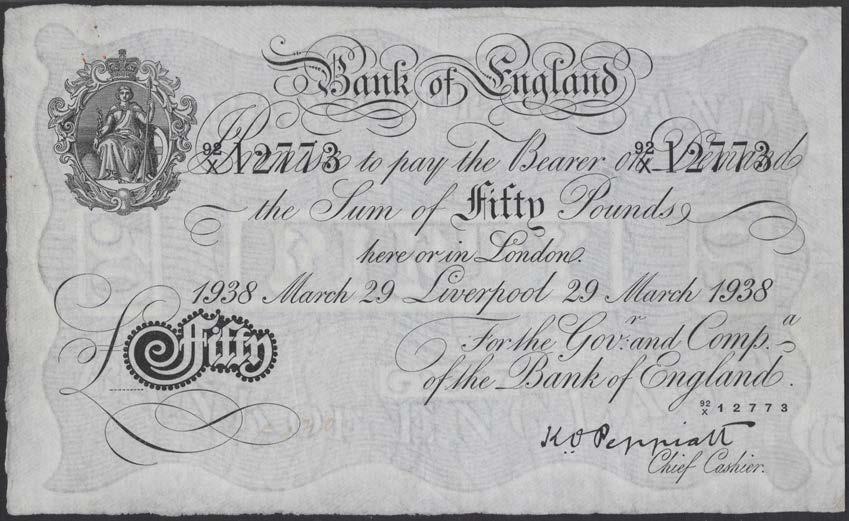 Bank of England
92/X 12773 92/X 12773
I Promise to pay the Bearer on Demand
the Sum of Fifty Pounds
here or in London.
1938 March 29 Liverpool 29 March 1938
For the Govr. and Compa.
£ Fifty
of the Bank of England.
92/X 12773
K O Peppiatt
Chief Cashier.